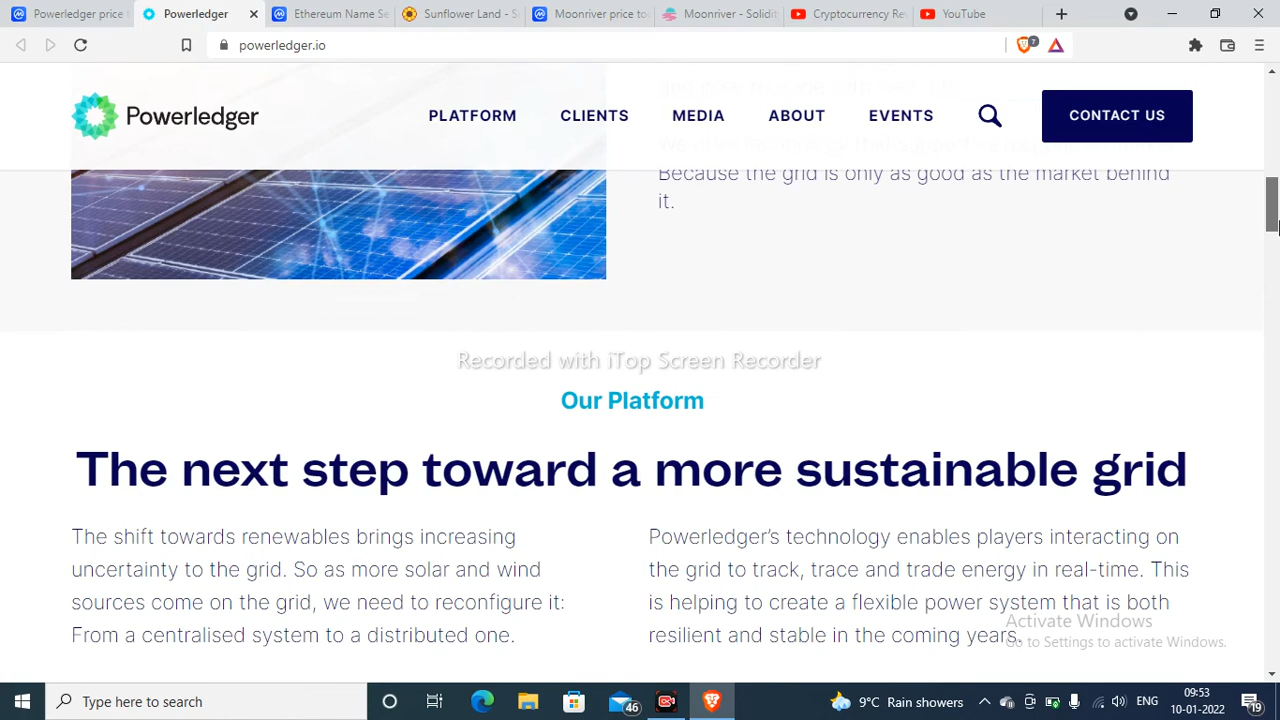 Powerledger price t
Powerledger
Ethereum Name Se
Sunflower Land - S
Moonriver price to
Moonriver - Solidit
Cryptocurrency Rev
YouTube
powerledger.io
7
Powerledger
PLATFORM
CLIENTS
MEDIA
ABOUT
EVENTS
CONTACT US
Because the grid is only as good as the market behind
it.
Recorded with iTop Screen Recorder
Our Platform
The next step toward a more sustainable grid
The shift towards renewables brings increasing
uncertainty to the grid. So as more solar and wind
sources come on the grid, we need to reconfigure it:
From a centralised system to a distributed one.
Powerledger's technology enables players interacting on
the grid to track, trace and trade energy in real-time. This
is helping to create a flexible power system that is both
resilient and stable in the coming years.
Activate Windows
Go to Settings to activate Windows.
Type here to search
46
9°C Rain showers
ENG
09:53
10-01-2022
19